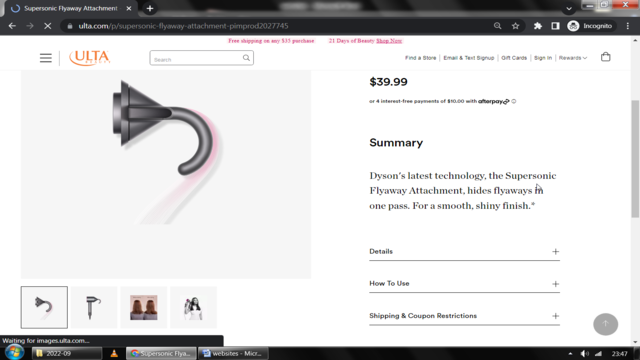 Supersonic Flyaway Attachment
ulta.com/p/supersonic-flyaway-attachment-pimprod2027745
Incognito
Free shipping on any $35 purchase
21 Days of Beauty Shop Now
ULTA
BEAUTY
Search
Find a Store
Email & Text Signup
Gift Cards
Sign In
Rewards
$39.99
or 4 interest-free payments of $10.00 with afterpay
Summary
Dyson's latest technology, the Supersonic
Flyaway Attachment, hides flyaways in
one pass. For a smooth, shiny finish.*
Details
How To Use
Shipping & Coupon Restrictions
Waiting for images.ulta.com...
2022-09
Supersonic Flya...
websites - Micr...
23:47